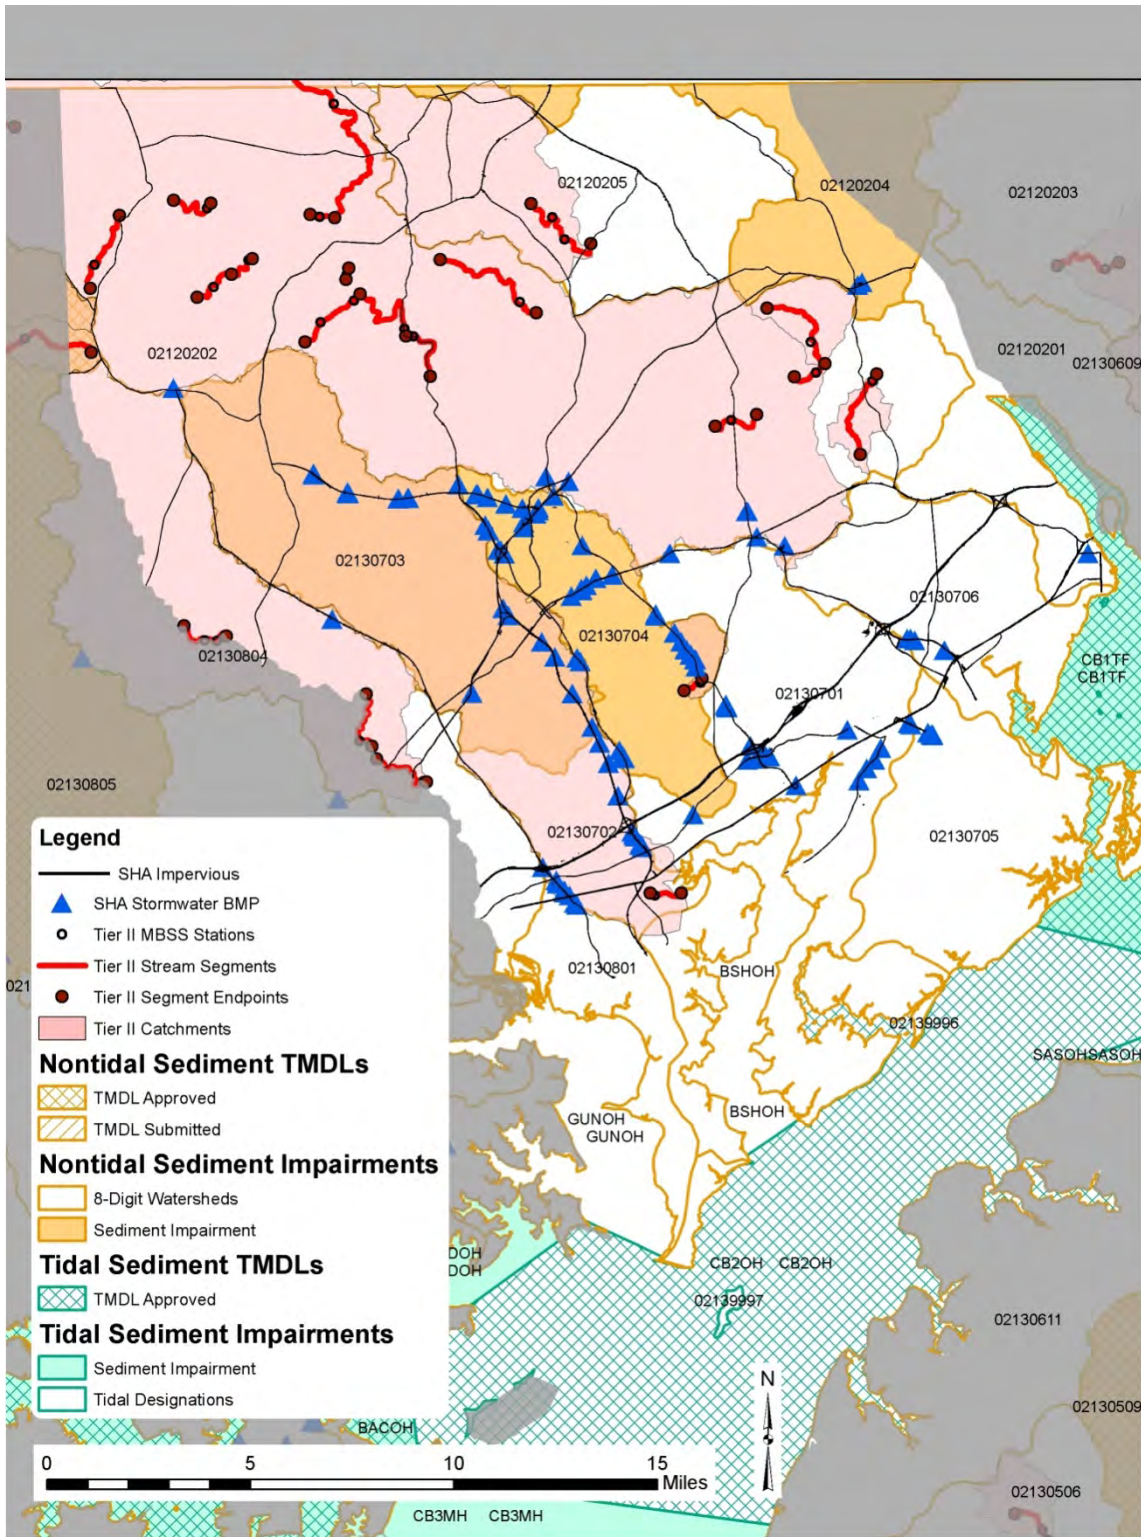 02120205
02120204
02120203
02120202
02120201
02130609
02130703
02130706
02130704
02130804
CB1TF
CB1TF
02130701
02130805
02130702
02130705
Legend
SHA Impervious
SHA Stormwater BMP
Tier II MBSS Stations
Tier II Stream Segments
Tier II Segment Endpoints
Tier II Catchments
Nontidal Sediment TMDLs
TMDL Approved
TMDL Submitted
Nontidal Sediment Impairments
8-Digit Watersheds
Sediment Impairment
Tidal Sediment TMDLs
TMDL Approved
Tidal Sediment Impairments
Sediment Impairment
Tidal Designations
02130801
BSHOH
021
02139996
SASOHSASOH
BSHOH
GUNOH
GUNOH
DOH
DOH
CB2OH CB2OH
02139997
02130611
N
02130509
BACOH
0 5 10 15
Miles
02130506
CB3MH CB3MH